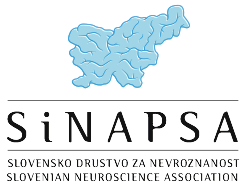 SiNAPSA
SLOVENSKO DRUSTVO ZA NEVROZNANOST
SLOVENIAN NEUROSCIENCE ASSOCIATION